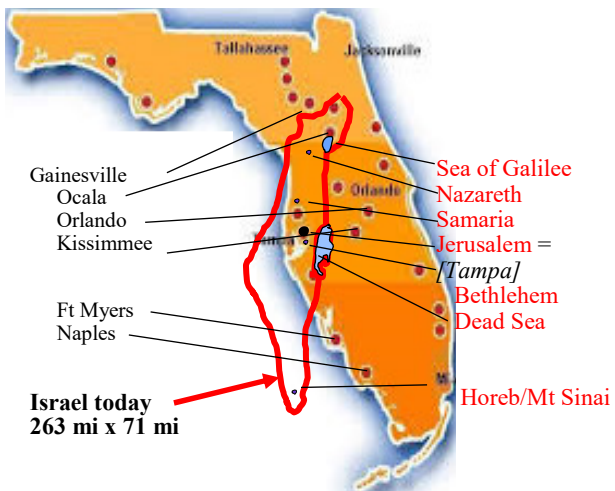 Tallahassee
Jacksonville
Gainesville
Ocala
Orlando
Kissimmee
Orlando
Sea of Galilee
Nazareth
Samaria
Jerusalem =
[Tampa]
Bethlehem
Dead Sea
Ft Myers
Naples
Israel today
263 mi x 71 mi
Horeb/Mt Sinai